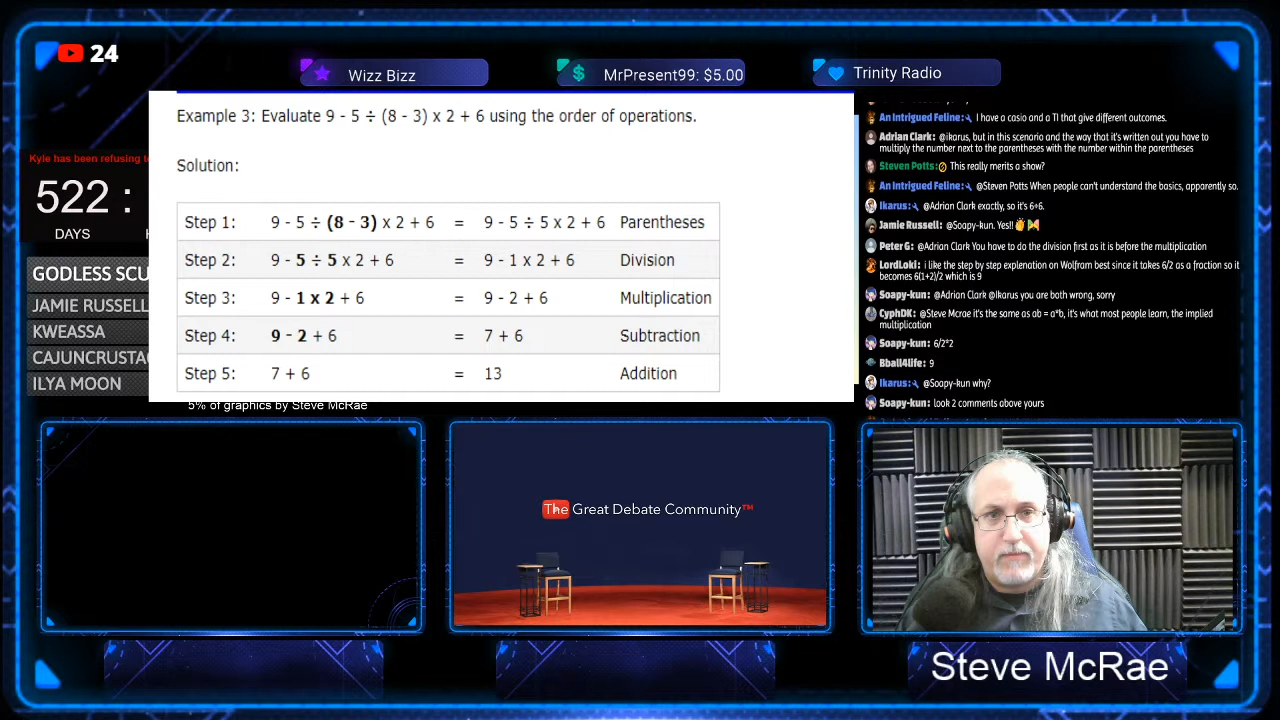 24
Wizz Bizz
$ MrPresent99: $5.00
Trinity Radio
Example 3: Evaluate 9 - 5 ÷ (8 - 3) x 2 + 6 using the order of operations.
Solution:
Step 1: 9 - 5 ÷ (8 - 3) x 2 + 6 = 9 - 5 ÷ 5 x 2 + 6 Parentheses
Step 2: 9 - 5 ÷ 5 x 2 + 6 = 9 - 1 x 2 + 6 Division
Step 3: 9 - 1 x 2 + 6 = 9 - 2 + 6 Multiplication
Step 4: 9 - 2 + 6 = 7 + 6 Subtraction
Step 5: 7 + 6 = 13 Addition
Kyle has been refusing t
522 :
DAYS
GODLESS SCU
JAMIE RUSSELL
KWEASSA
CAJUNCRUSTA
ILYA MOON
5% of graphics by Steve McRae
An Intrigued Feline: I have a casio and a TI that give different outcomes.
Adrian Clark: @ikarus, but in this scenario and the way that it's written out you have to
multiply the number next to the parentheses with the number within the parentheses
Steven Potts: This really merits a show?
An Intrigued Feline: @Steven Potts When people can't understand the basics, apparently so.
Ikarus: @Adrian Clark exactly, so it's 6÷6.
Jamie Russell: @Soapy-kun. Yes!!
Peter G: @Adrian Clark You have to do the division first as it is before the multiplication
LordLoki: i like the step by step explenation on Wolfram best since it takes 6/2 as a fraction so it
becomes 6(1+2)/2 which is 9
Soapy-kun: @Adrian Clark @Ikarus you are both wrong, sorry
CyphDK: @Steve Mcrae it's the same as ab = a*b, it's what most people learn, the implied
multiplication
Soapy-kun: 6/2*2
Bball4life: 9
Ikarus: @Soapy-kun why?
Soapy-kun: look 2 comments above yours
The Great Debate Community™
Steve McRae